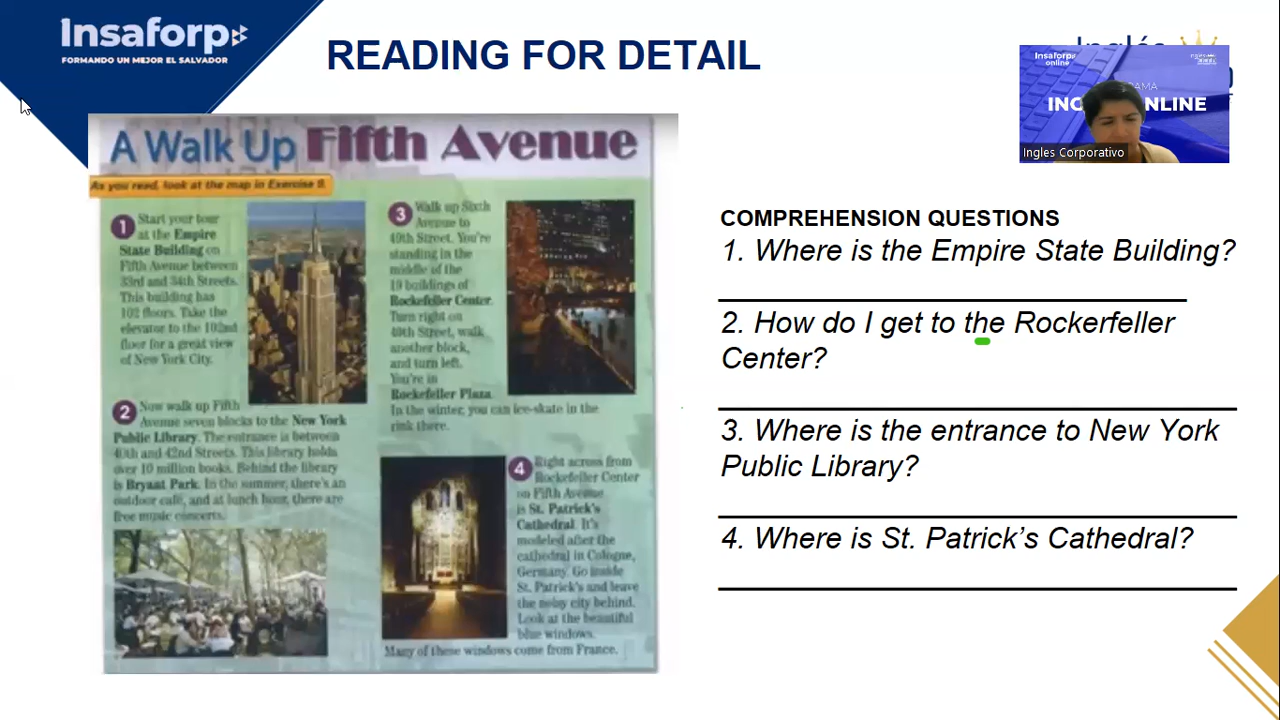 Insaforp
FORMANDO UN MEJOR EL SALVADOR
READING FOR DETAIL
Inglés
Insaforp
online
INGLES ONLINE
Ingles Corporativo
A Walk Up Fifth Avenue
As you read, look at the map in Exercise 9.
1 Start your tour
at the Empire
State Building on
Fifth Avenue between
33rd and 34th Streets.
This building has
102 floors. Take the
elevator to the 102nd
floor for a great view
of New York City.
2 Now walk up Fifth
Avenue seven blocks to the New York
Public Library. The entrance is between
40th and 42nd Streets. This library holds
over 10 million books. Behind the library
is Bryant Park. In the summer, there's an
outdoor café, and at lunch hour, there are
free music concerts.
3 Walk up Sixth
Avenue to
49th Street. You're
standing in the
middle of the
19 buildings of
Rockefeller Center.
Turn right on
49th Street, walk
another block,
and turn left.
You're in
Rockefeller Plaza.
In the winter, you can ice-skate in the
rink there.
4 Right across from
Rockefeller Center
on Fifth Avenue
is St. Patrick's
Cathedral. It's
modeled after the
cathedral in Cologne,
Germany. Go inside
St. Patrick's and leave
the noisy city behind.
Look at the beautiful
blue windows.
Many of these windows come from France.
COMPREHENSION QUESTIONS
1. Where is the Empire State Building?
2. How do I get to the Rockerfeller
Center?
3. Where is the entrance to New York
Public Library?
4. Where is St. Patrick's Cathedral?